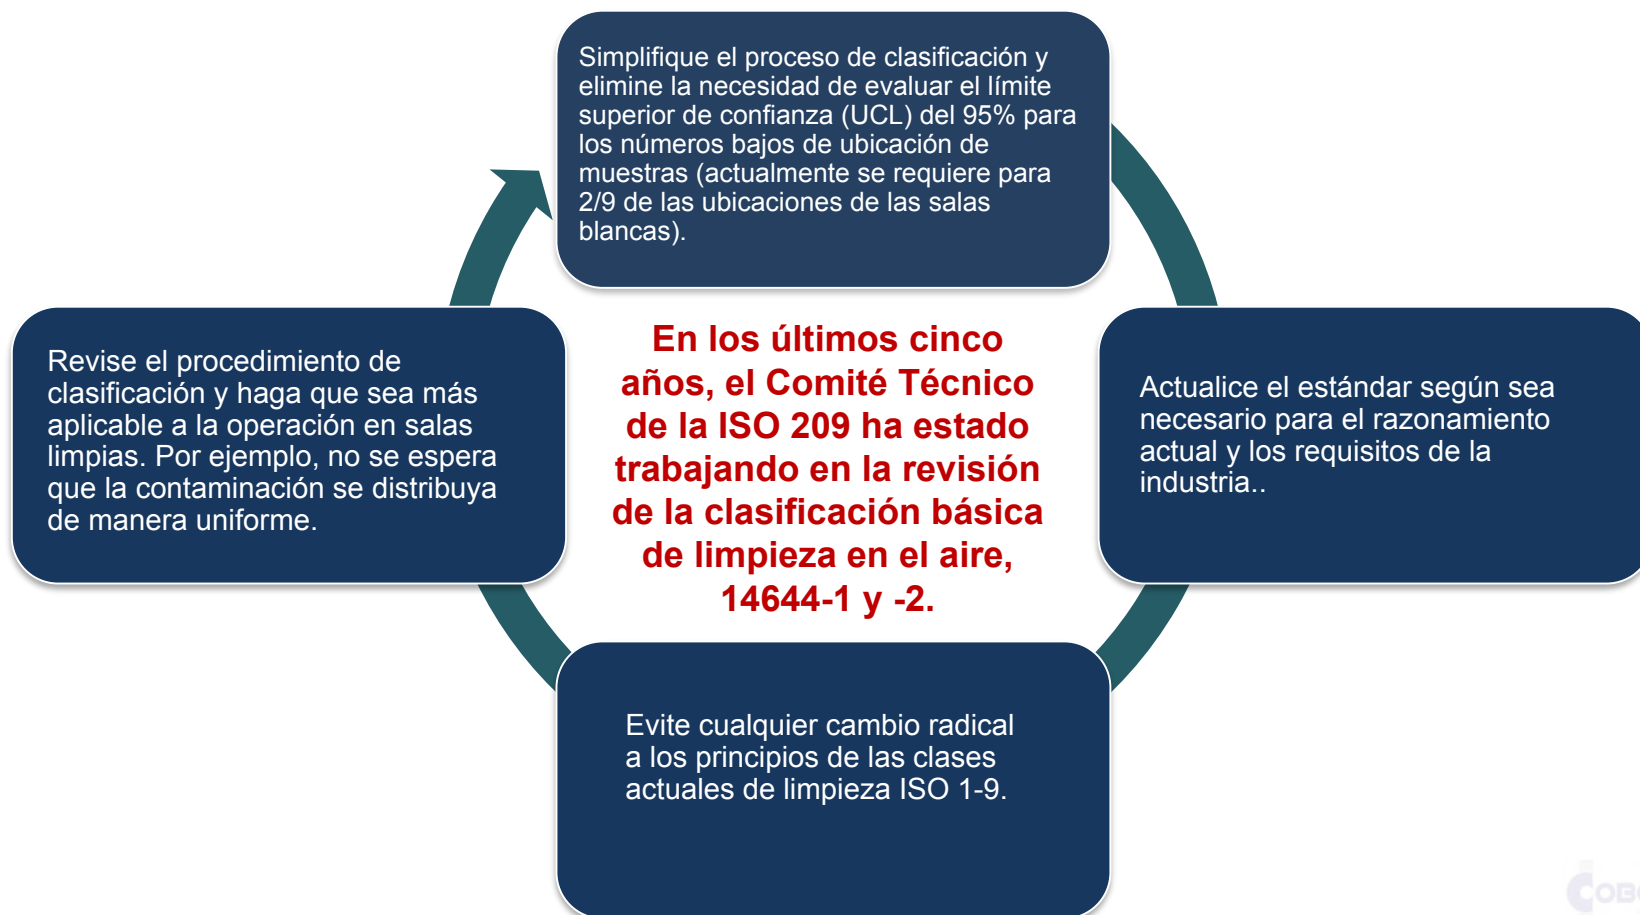 Simplifique el proceso de clasificación y
elimine la necesidad de evaluar el límite
superior de confianza (UCL) del 95% para
los números bajos de ubicación de
muestras (actualmente se requiere para
2/9 de las ubicaciones de las salas
blancas).
Revise el procedimiento de
clasificación y haga que sea más
aplicable a la operación en salas
limpias. Por ejemplo, no se espera
que la contaminación se distribuya
de manera uniforme.
En los últimos cinco
años, el Comité Técnico
de la ISO 209 ha estado
trabajando en la revisión
de la clasificación básica
de limpieza en el aire,
14644-1 y -2.
Actualice el estándar según sea
necesario para el razonamiento
actual y los requisitos de la
industria..
Evite cualquier cambio radical
a los principios de las clases
actuales de limpieza ISO 1-9.